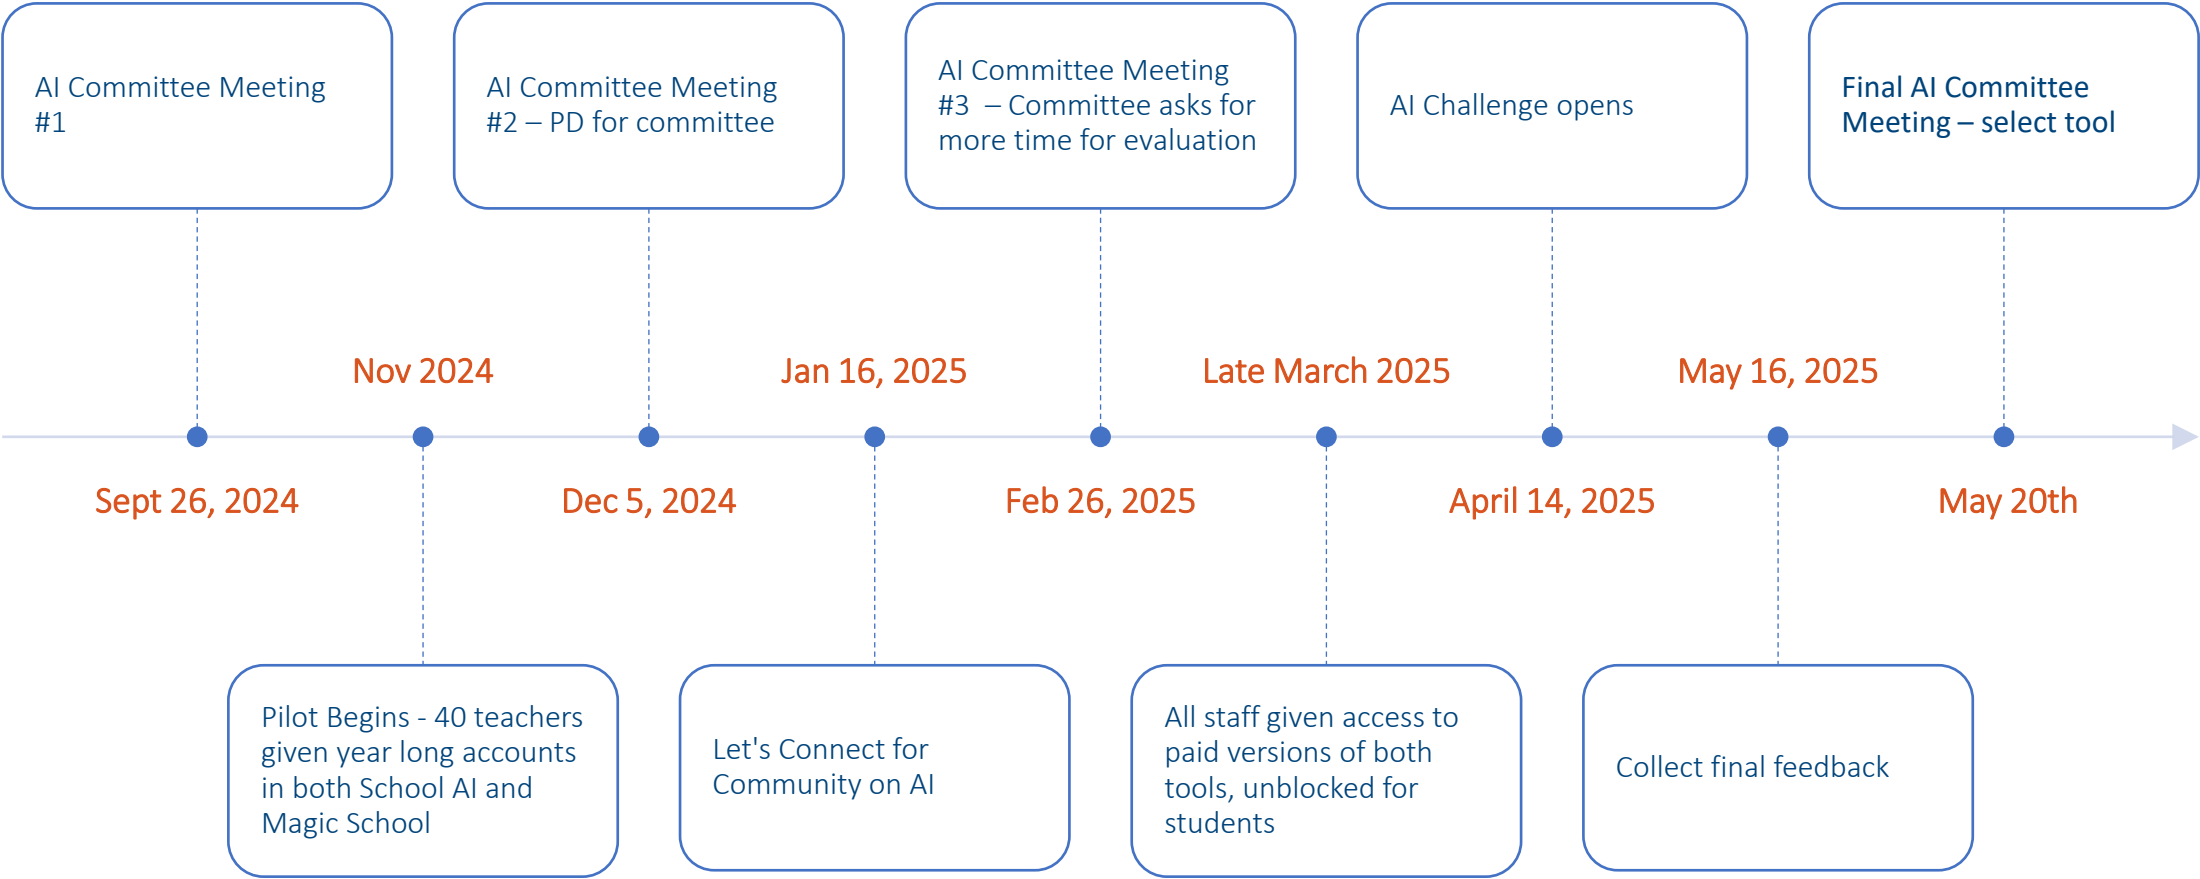 AI Committee Meeting
#1
AI Committee Meeting
#2 – PD for committee
AI Committee Meeting
#3  – Committee asks for
more time for evaluation
AI Challenge opens
Final AI Committee
Meeting – select tool
Nov 2024
Jan 16, 2025
Late March 2025
May 16, 2025
Sept 26, 2024
Dec 5, 2024
Feb 26, 2025
April 14, 2025
May 20th
Pilot Begins - 40 teachers
given year long accounts
in both School AI and
Magic School
Let's Connect for
Community on AI
All staff given access to
paid versions of both
tools, unblocked for
students
Collect final feedback